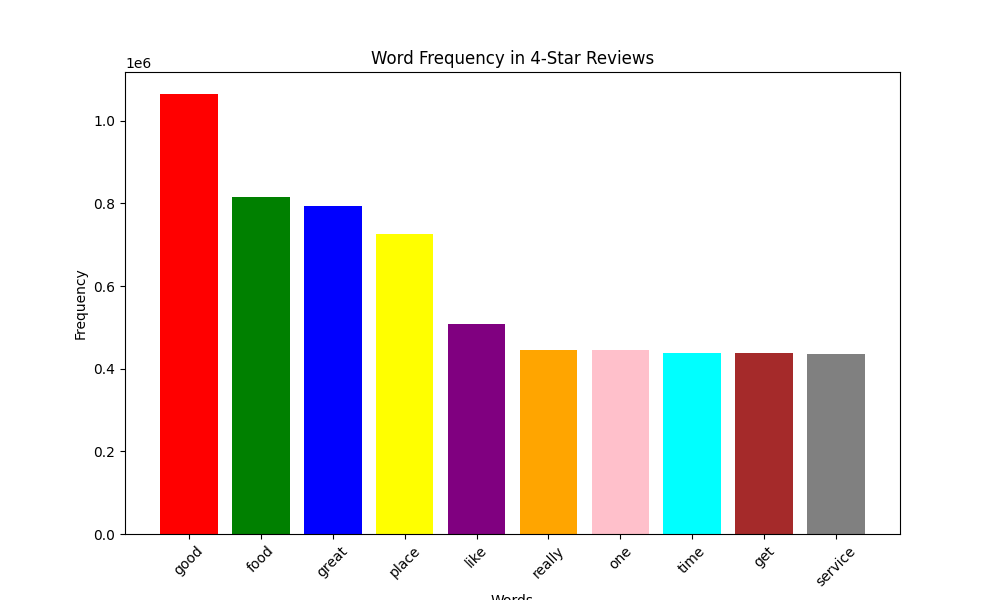 Word Frequency in 4-Star Reviews
1e6
1.0
0.8
0.6
0.4
0.2
0.0
Frequency
good
food
great
place
like
really
one
time
get
service
Words